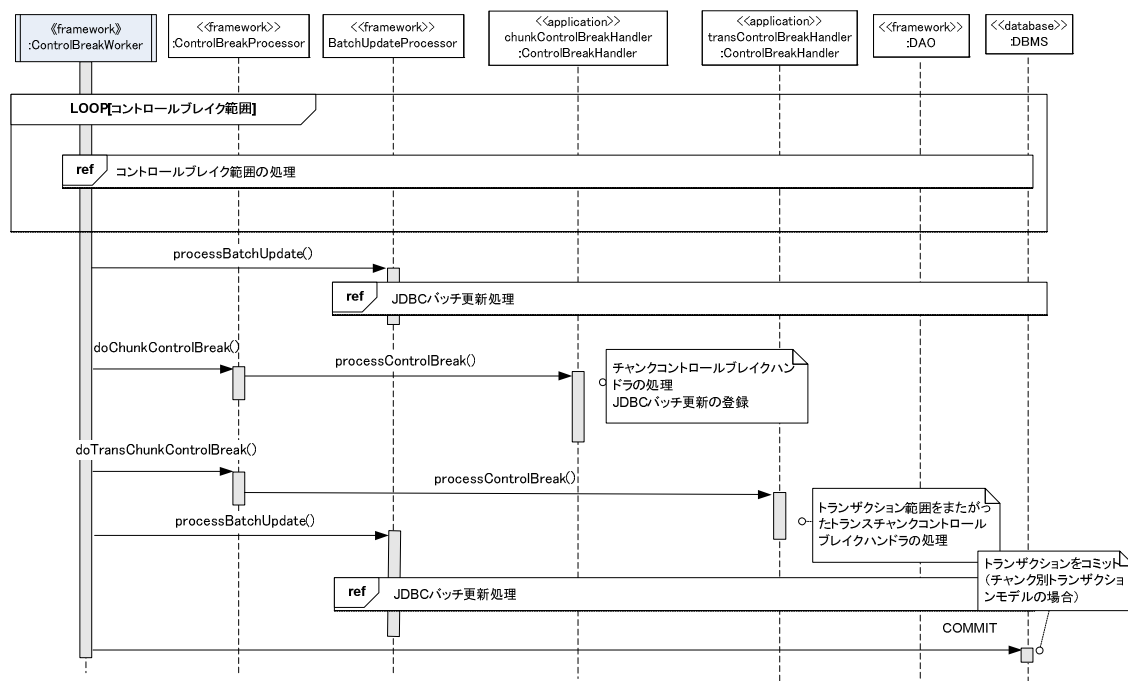 《framework》
:ControlBreakWorker
<<framework>>
:ControlBreakProcessor
<<framework>>
BatchUpdateProcessor
<<application>>
chunkControlBreakHandler
:ControlBreakHandler
<<application>>
transControlBreakHandler
:ControlBreakHandler
<<framework>>
:DAO
<<database>>
:DBMS
LOOP[コントロールブレイク範囲]
ref コントロールブレイク範囲の処理
processBatchUpdate()
ref JDBCバッチ更新処理
doChunkControlBreak()
processControlBreak()
チャンクコントロールブレイクハン
ドラの処理
JDBCバッチ更新の登録
doTransChunkControlBreak()
processControlBreak()
トランザクション範囲をまたがっ
たトランスチャンクコントロール
ブレイクハンドラの処理
processBatchUpdate()
トランザクションをコミット
(チャンク別トランザクショ
ンモデルの場合)
ref JDBCバッチ更新処理
COMMIT